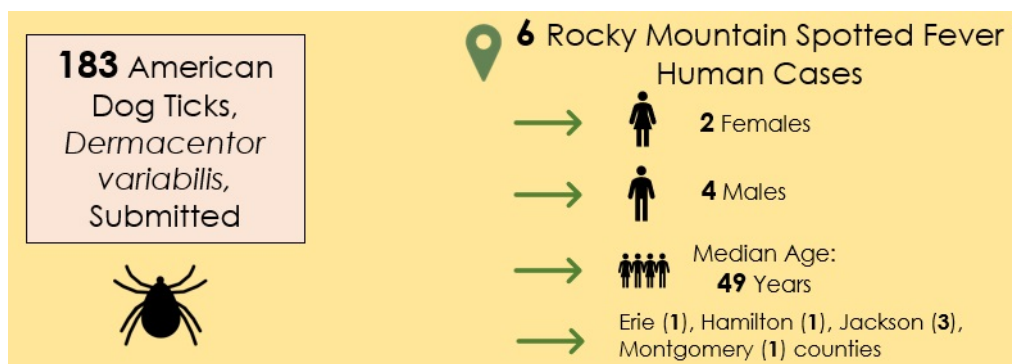 183 American
Dog Ticks,
Dermacentor
variabilis,
Submitted
6 Rocky Mountain Spotted Fever
Human Cases
2 Females
4 Males
Median Age:
49 Years
Erie (1), Hamilton (1), Jackson (3),
Montgomery (1) counties